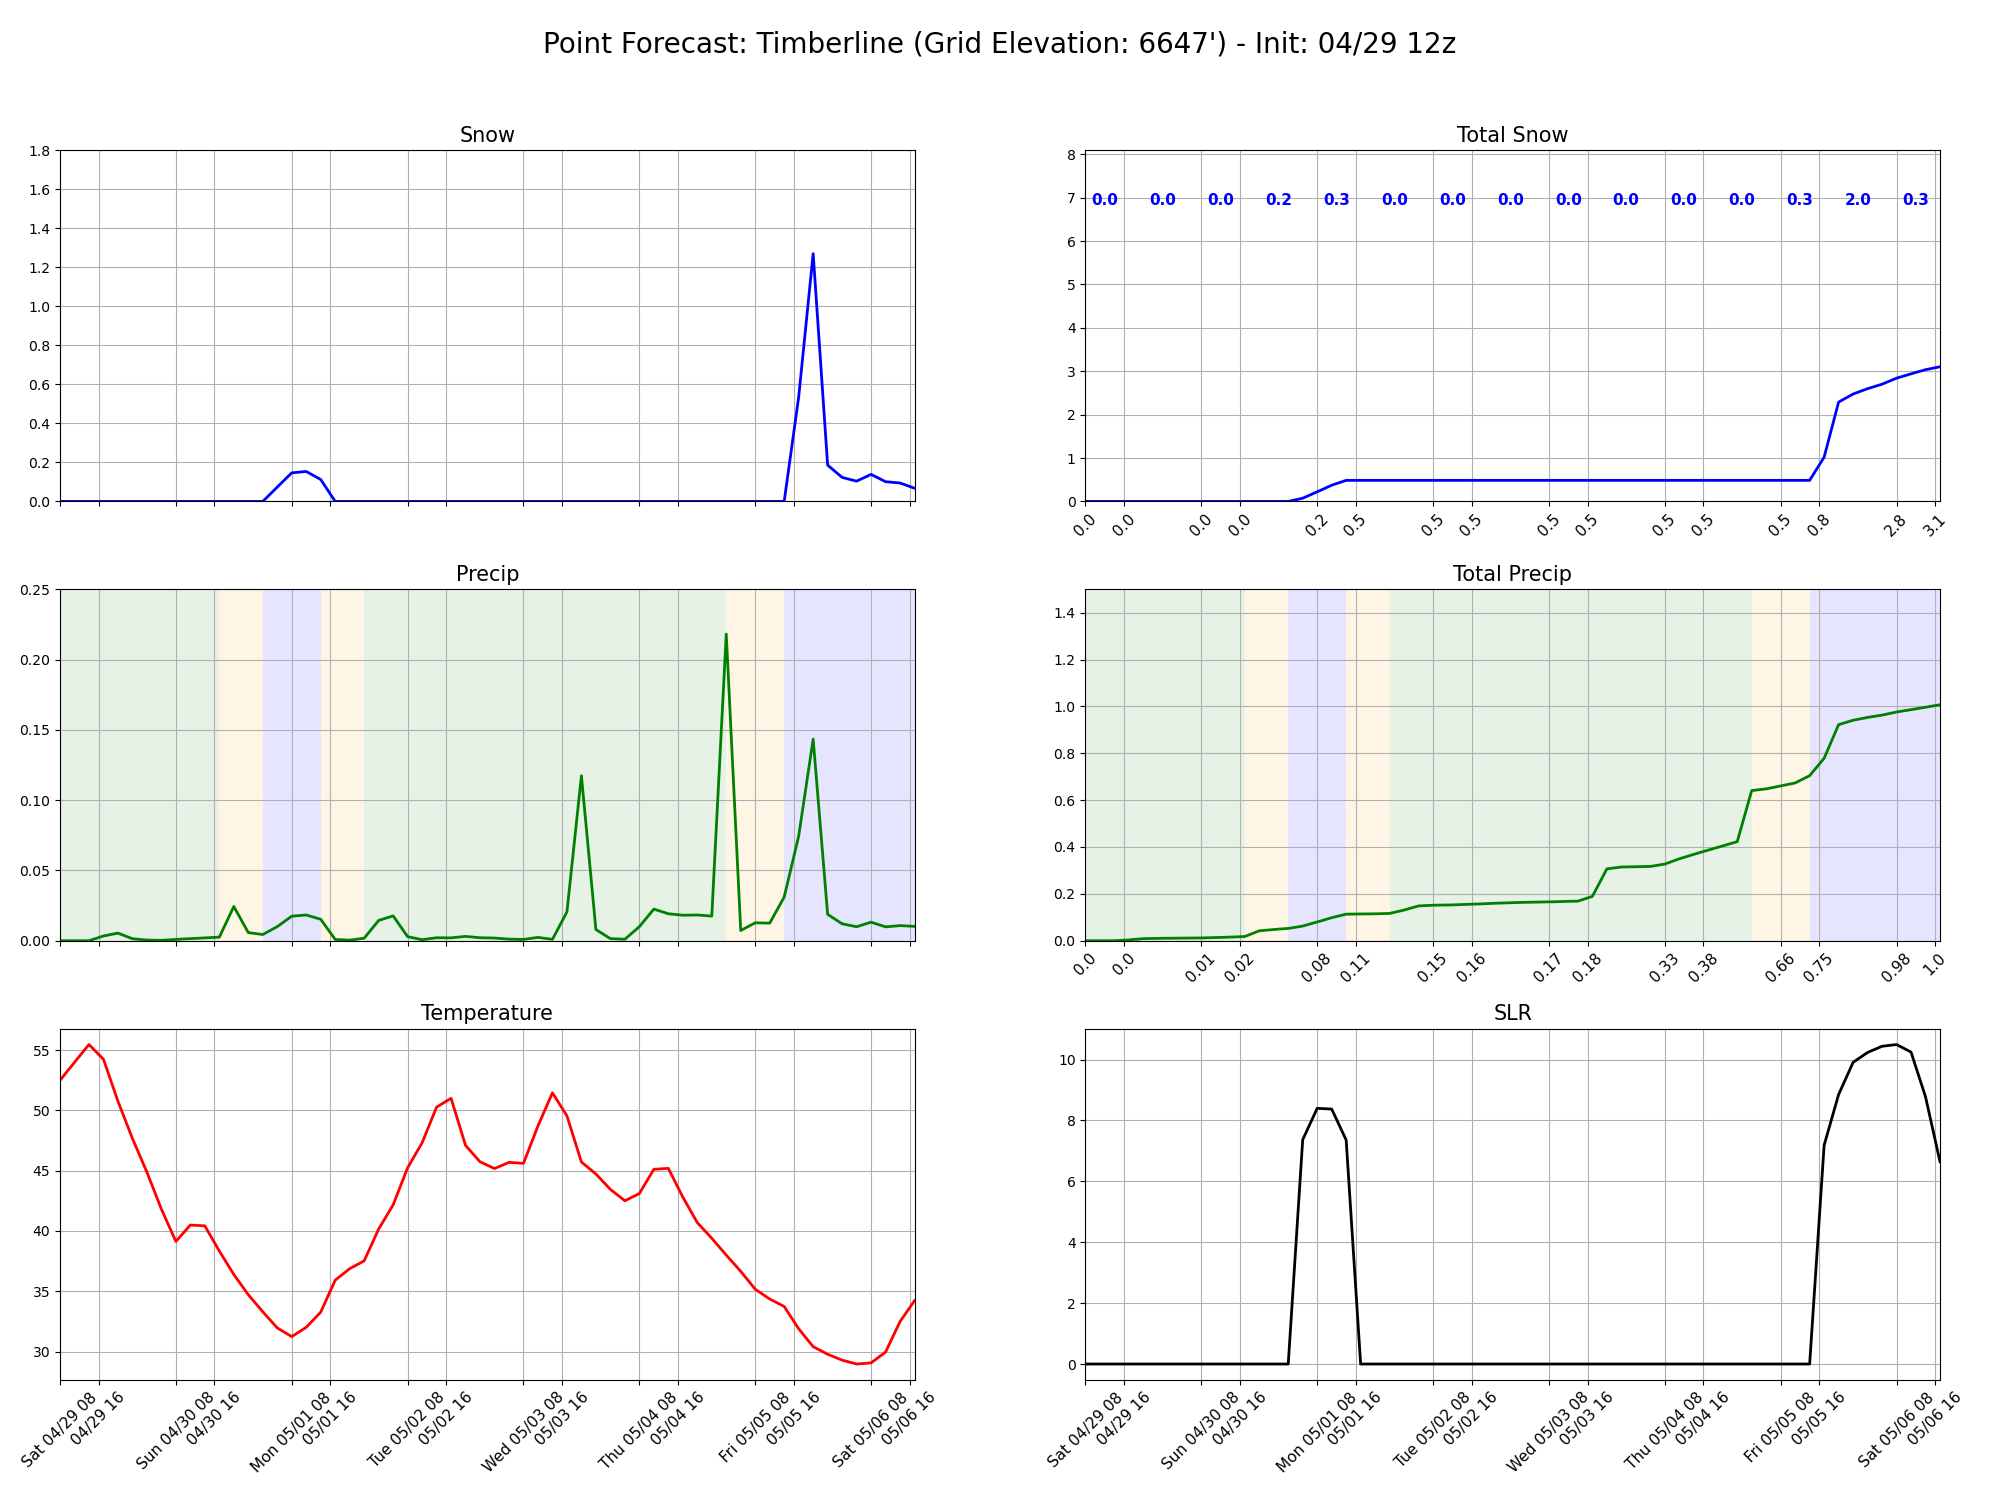 Point Forecast: Timberline (Grid Elevation: 6647') - Init: 04/29 12z
Snow
1.8
1.6
1.4
1.2
1.0
0.8
0.6
0.4
0.2
0.0
Total Snow
8
7
6
5
4
3
2
1
0
0.0 0.0 0.0 0.2 0.3 0.0 0.0 0.0 0.0 0.0 0.0 0.0 0.3 2.0 0.3
0.0 0.0 0.0 0.0 0.2 0.5 0.5 0.5 0.5 0.5 0.5 0.5 0.5 0.8 2.8 3.1
Precip
0.25
0.20
0.15
0.10
0.05
0.00
Total Precip
1.4
1.2
1.0
0.8
0.6
0.4
0.2
0.0
0.0 0.0 0.01 0.02 0.08 0.11 0.15 0.16 0.17 0.18 0.33 0.38 0.66 0.75 0.98 1.0
Temperature
55
50
45
40
35
30
Sat 04/29 08
04/29 16
Sun 04/30 08
04/30 16
Mon 05/01 08
05/01 16
Tue 05/02 08
05/02 16
Wed 05/03 08
05/03 16
Thu 05/04 08
05/04 16
Fri 05/05 08
05/05 16
Sat 05/06 08
05/06 16
SLR
10
8
6
4
2
0
Sat 04/29 08
04/29 16
Sun 04/30 08
04/30 16
Mon 05/01 08
05/01 16
Tue 05/02 08
05/02 16
Wed 05/03 08
05/03 16
Thu 05/04 08
05/04 16
Fri 05/05 08
05/05 16
Sat 05/06 08
05/06 16